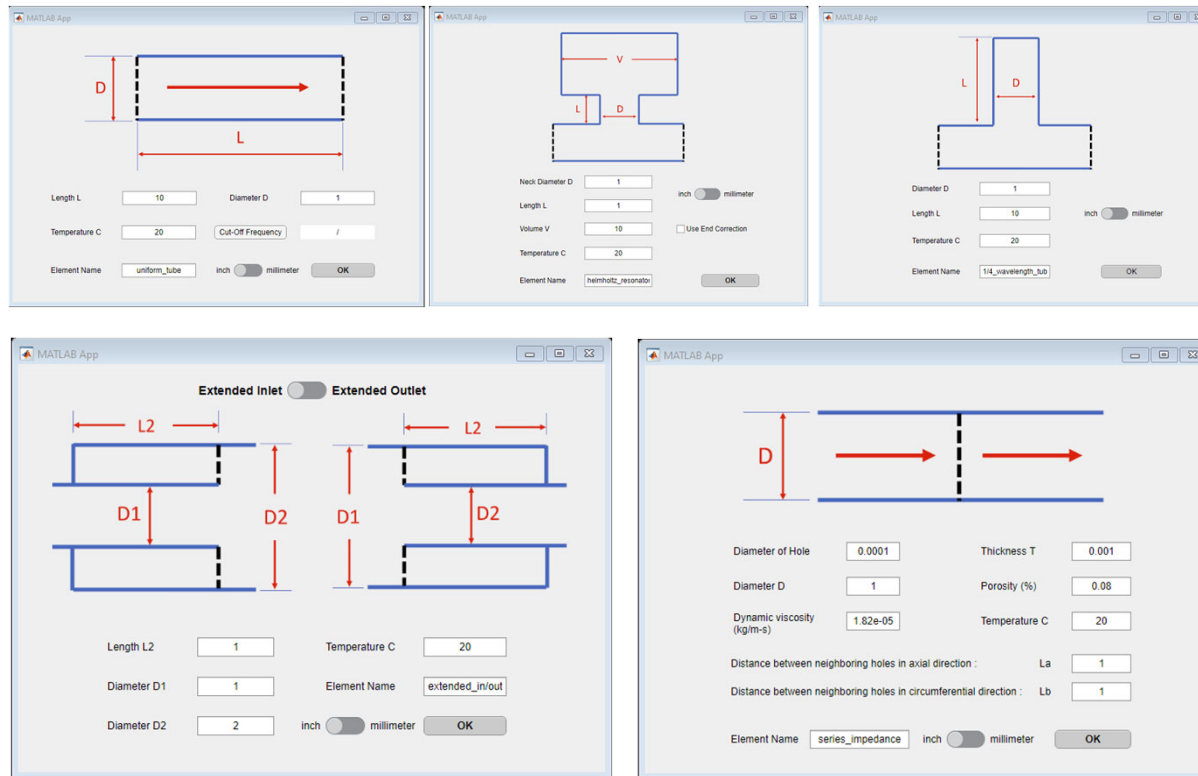 MATLAB App
D
L
Length L 10 Diameter D 1
Temperature C 20 Cut-Off Frequency /
Element Name uniform_tube inch millimeter OK
MATLAB App
V
L D
Neck Diameter D 1
inch millimeter
Length L 1
Volume V 10 Use End Correction
Temperature C 20
Element Name helmholtz_resonator OK
MATLAB App
L D
Diameter D 1
Length L 10 inch millimeter
Temperature C 20
Element Name 1/4_wavelength_tub OK
MATLAB App
Extended Inlet Extended Outlet
L2 L2
D1 D2 D1 D2
Length L2 1 Temperature C 20
Diameter D1 1 Element Name extended_in/out
Diameter D2 2 inch millimeter OK
MATLAB App
D
Diameter of Hole 0.0001 Thickness T 0.001
Diameter D 1 Porosity (%) 0.08
Dynamic viscosity
(kg/m-s) 1.82e-05 Temperature C 20
Distance between neighboring holes in axial direction : La 1
Distance between neighboring holes in circumferential direction : Lb 1
Element Name series_impedance inch millimeter OK